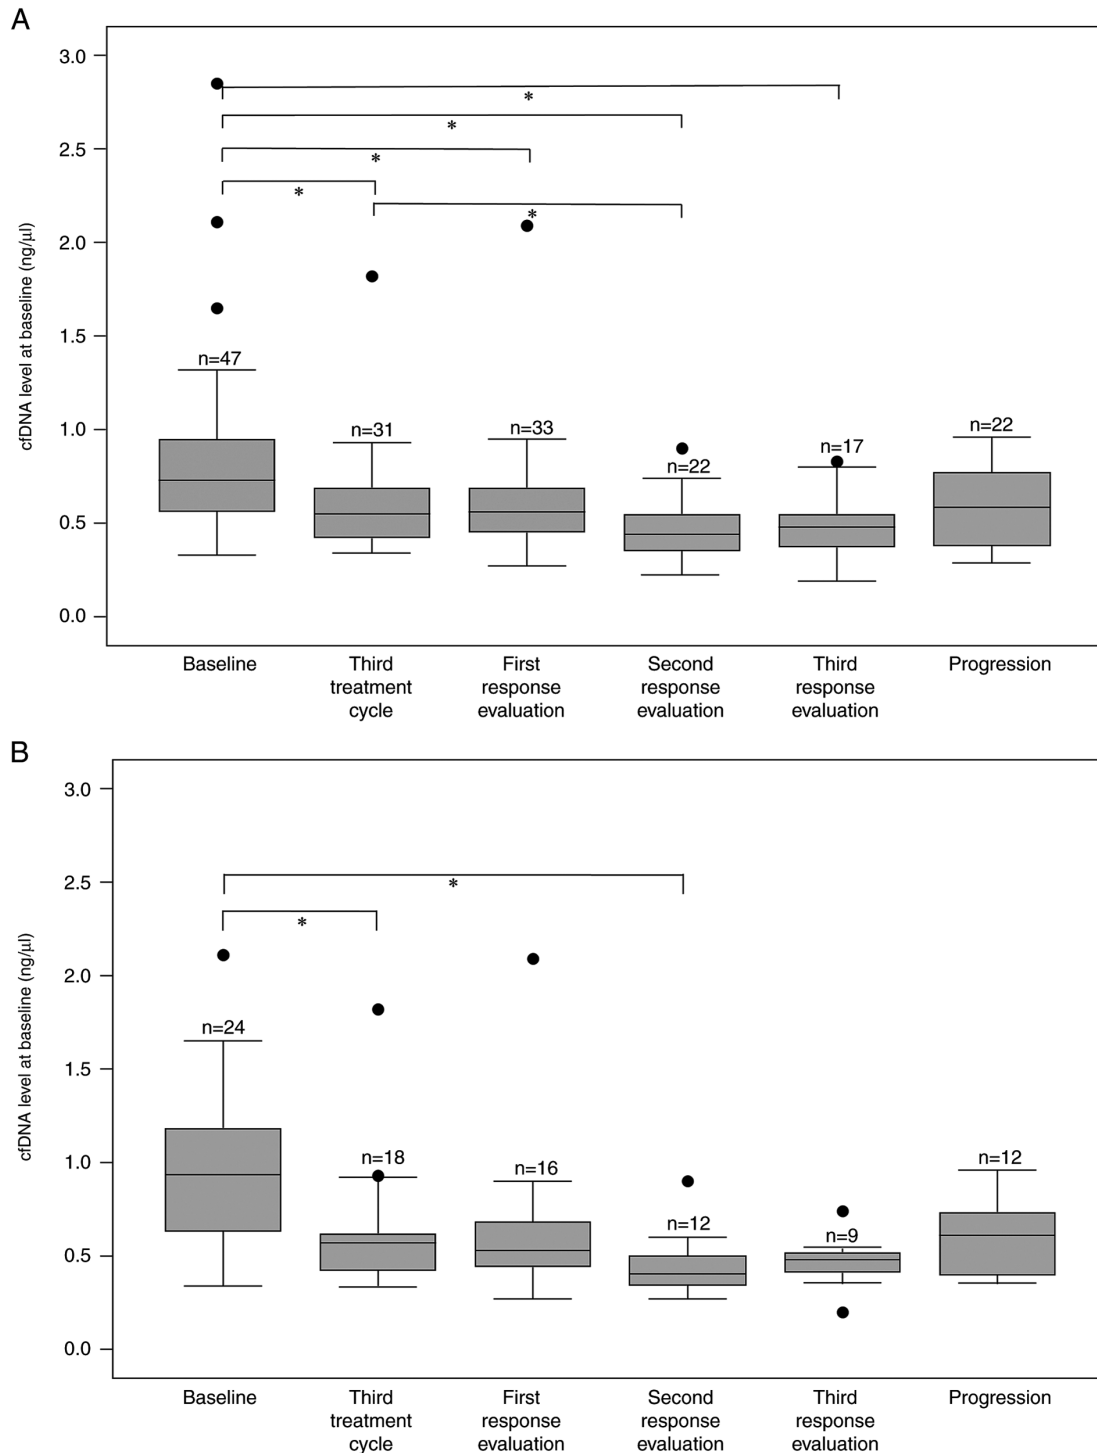 A
3.0
2.5
2.0
1.5
1.0
0.5
0.0
cfDNA level at baseline (ng/µl)
*
*
*
*
*
n=47
n=31
n=33
n=22
n=17
n=22
Baseline
Third
treatment
cycle
First
response
evaluation
Second
response
evaluation
Third
response
evaluation
Progression
B
3.0
2.5
2.0
1.5
1.0
0.5
0.0
cfDNA level at baseline (ng/µl)
*
*
n=24
n=18
n=16
n=12
n=9
n=12
Baseline
Third
treatment
cycle
First
response
evaluation
Second
response
evaluation
Third
response
evaluation
Progression